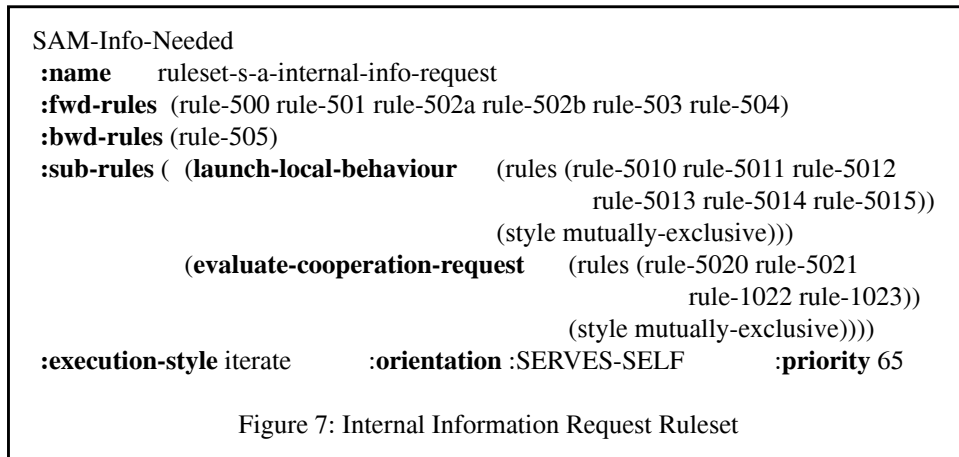 SAM-Info-Needed
:name ruleset-s-a-internal-info-request
:fwd-rules (rule-500 rule-501 rule-502a rule-502b rule-503 rule-504)
:bwd-rules (rule-505)
:sub-rules ( (launch-local-behaviour (rules (rule-5010 rule-5011 rule-5012
rule-5013 rule-5014 rule-5015))
(style mutually-exclusive)))
(evaluate-cooperation-request (rules (rule-5020 rule-5021
rule-1022 rule-1023))
(style mutually-exclusive))))
:execution-style iterate :orientation :SERVES-SELF :priority 65
Figure 7: Internal Information Request Ruleset